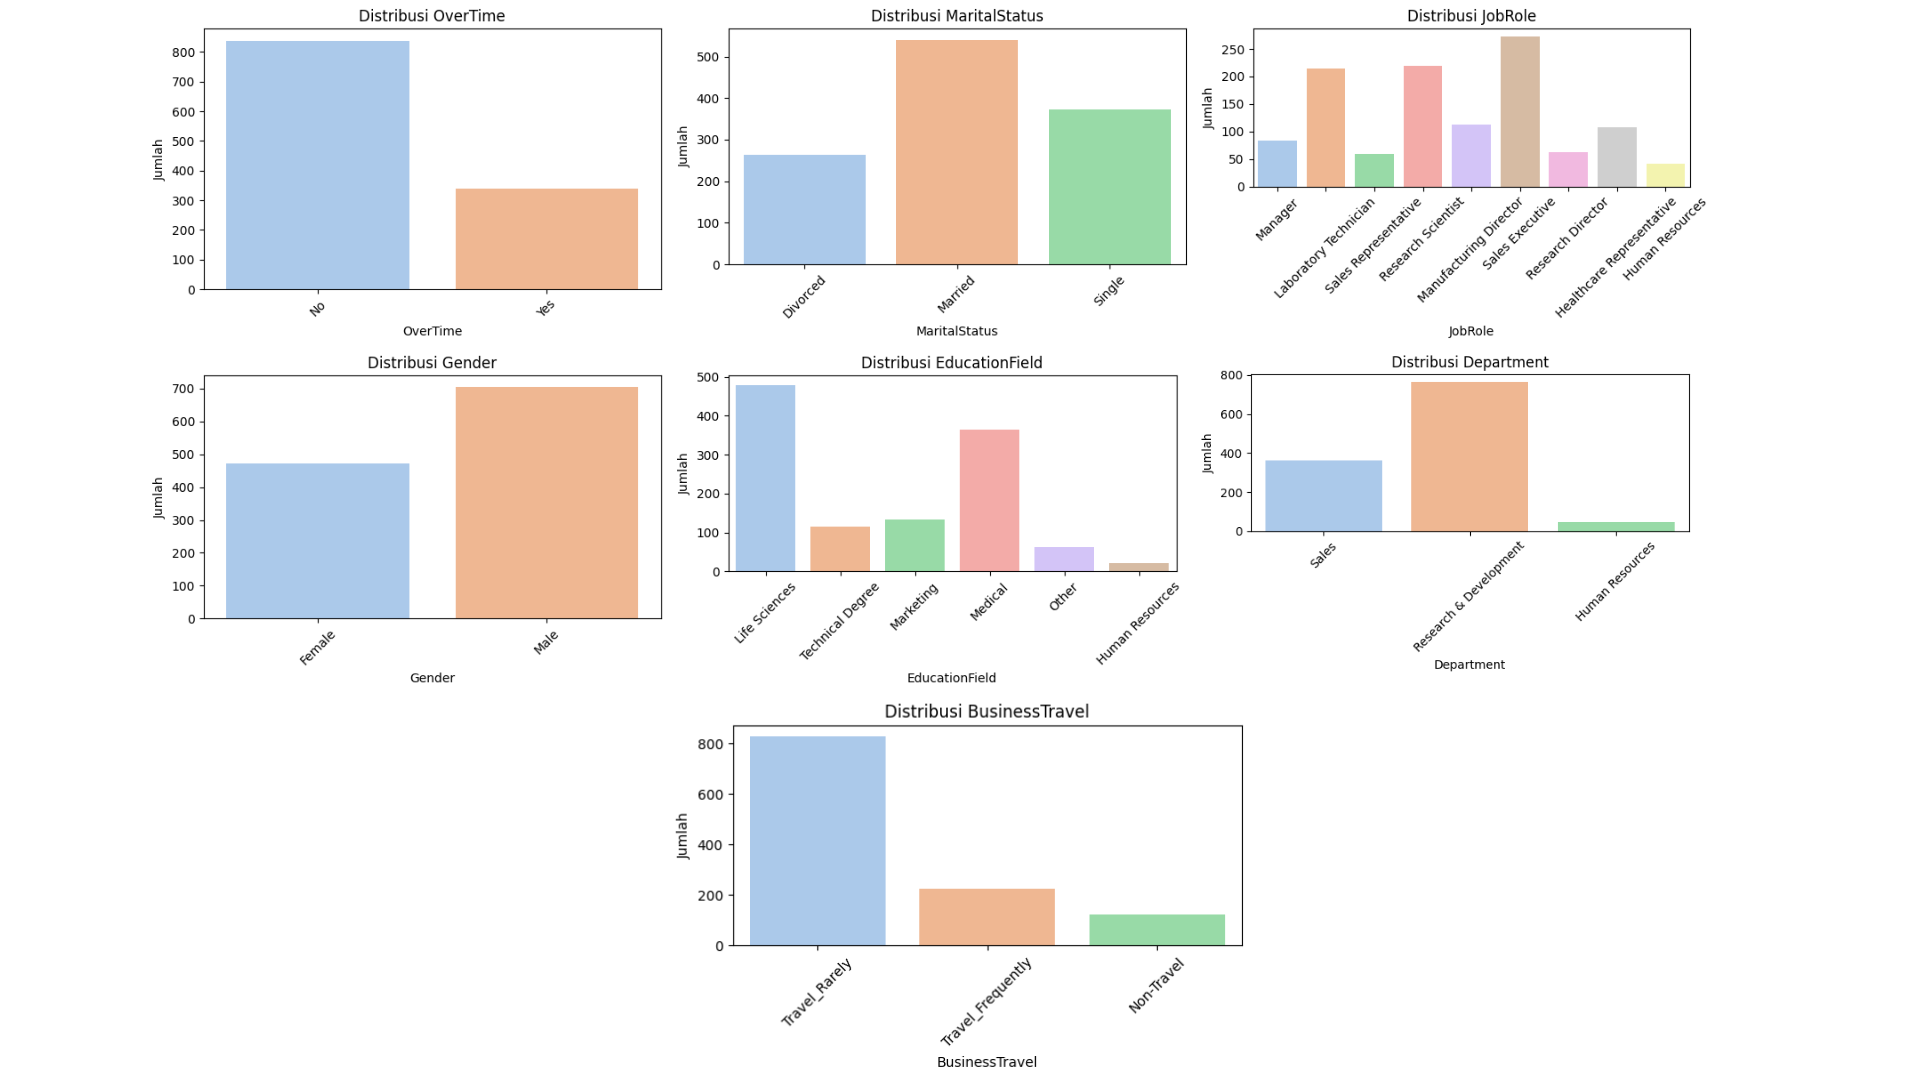 Distribusi OverTime
Jumlah
800
700
600
500
400
300
200
100
0
No
Yes
OverTime
Distribusi MaritalStatus
Jumlah
500
400
300
200
100
0
Divorced
Married
Single
MaritalStatus
Distribusi JobRole
Jumlah
250
200
150
100
50
0
Manager
Laboratory Technician
Sales Representative
Research Scientist
Manufacturing Director
Sales Executive
Research Director
Healthcare Representative
Human Resources
JobRole
Distribusi Gender
Jumlah
700
600
500
400
300
200
100
0
Female
Male
Gender
Distribusi EducationField
Jumlah
500
400
300
200
100
0
Life Sciences
Technical Degree
Marketing
Medical
Other
Human Resources
EducationField
Distribusi Department
Jumlah
800
600
400
200
0
Sales
Research & Development
Human Resources
Department
Distribusi BusinessTravel
Jumlah
800
600
400
200
0
Travel_Rarely
Travel_Frequently
Non-Travel
BusinessTravel